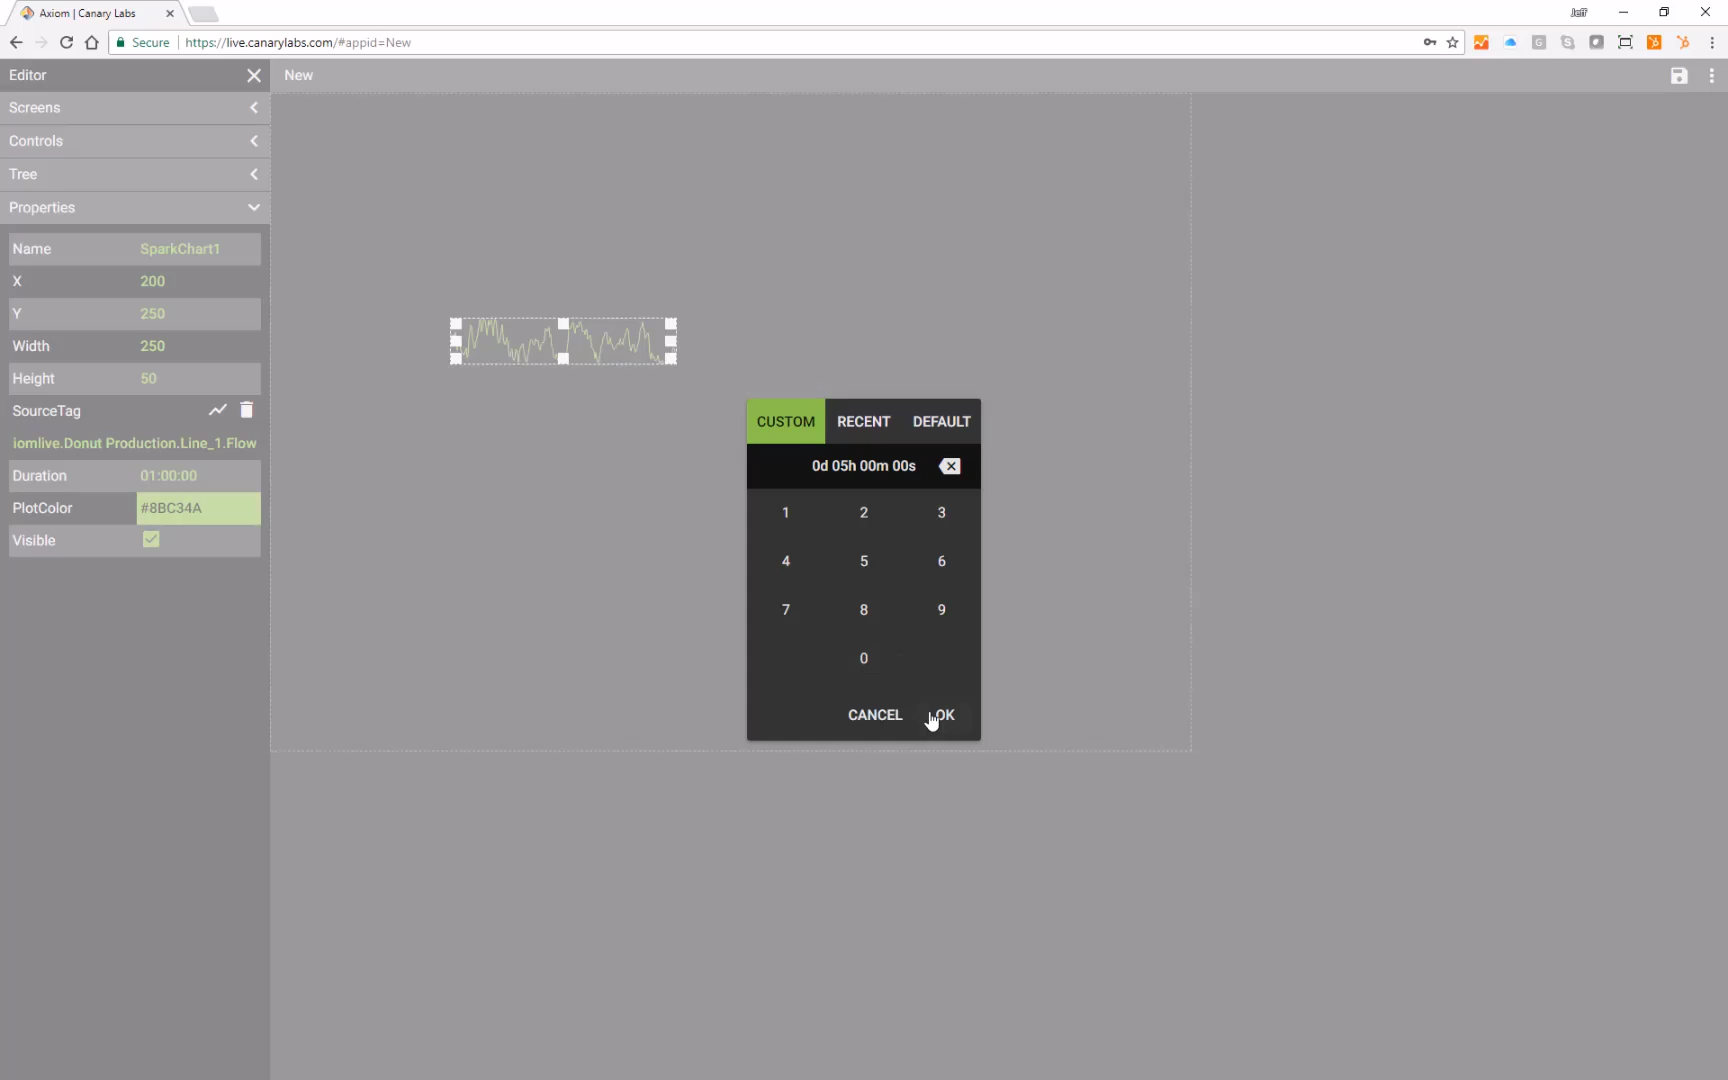 Axiom | Canary Labs
Jeff
Secure
https://live.canarylabs.com/#appid=New
Editor
New
Screens
Controls
Tree
Properties
Name SparkChart1
X 200
Y 250
Width 250
Height 50
SourceTag
iomlive.Donut Production.Line_1.Flow
Duration 01:00:00
PlotColor #8BC34A
Visible
CUSTOM RECENT DEFAULT
0d 05h 00m 00s
1 2 3
4 5 6
7 8 9
0
CANCEL OK